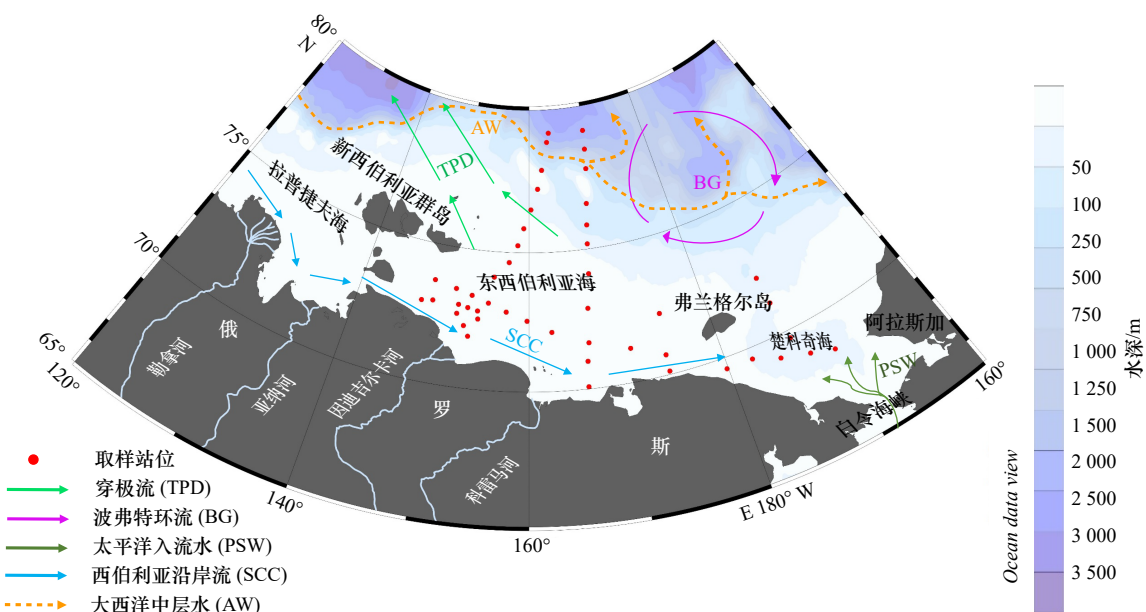 80°
N
75°
70°
65°
120°
140°
160°
E 180° W
160°
AW
TPD
BG
新西伯利亚群岛
拉普捷夫海
东西伯利亚海
弗兰格尔岛
阿拉斯加
楚科奇海
SCC
PSW
白令海峡
俄
罗
斯
勒拿河
亚纳河
因迪吉尔卡河
科雷马河
取样站位
穿极流 (TPD)
波弗特环流 (BG)
太平洋入流水 (PSW)
西伯利亚沿岸流 (SCC)
大西洋中层水 (AW)
50
100
250
500
750
1 000
1 250
1 500
2 000
2 500
3 000
3 500
水深/m
Ocean data view